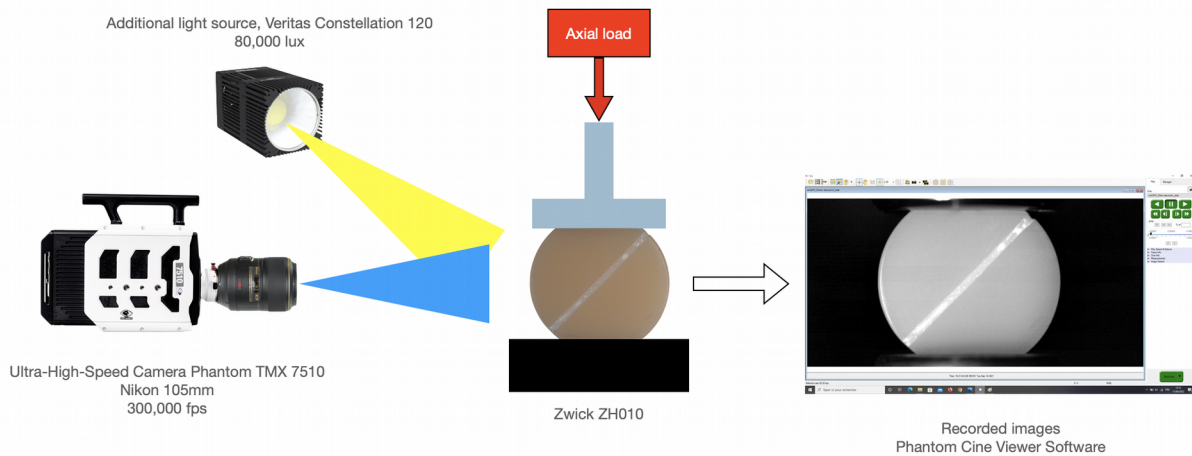 Additional light source, Veritas Constellation 120
80,000 lux
Axial load
Ultra-High-Speed Camera Phantom TMX 7510
Nikon 105mm
300,000 fps
Zwick ZH010
Recorded images
Phantom Cine Viewer Software